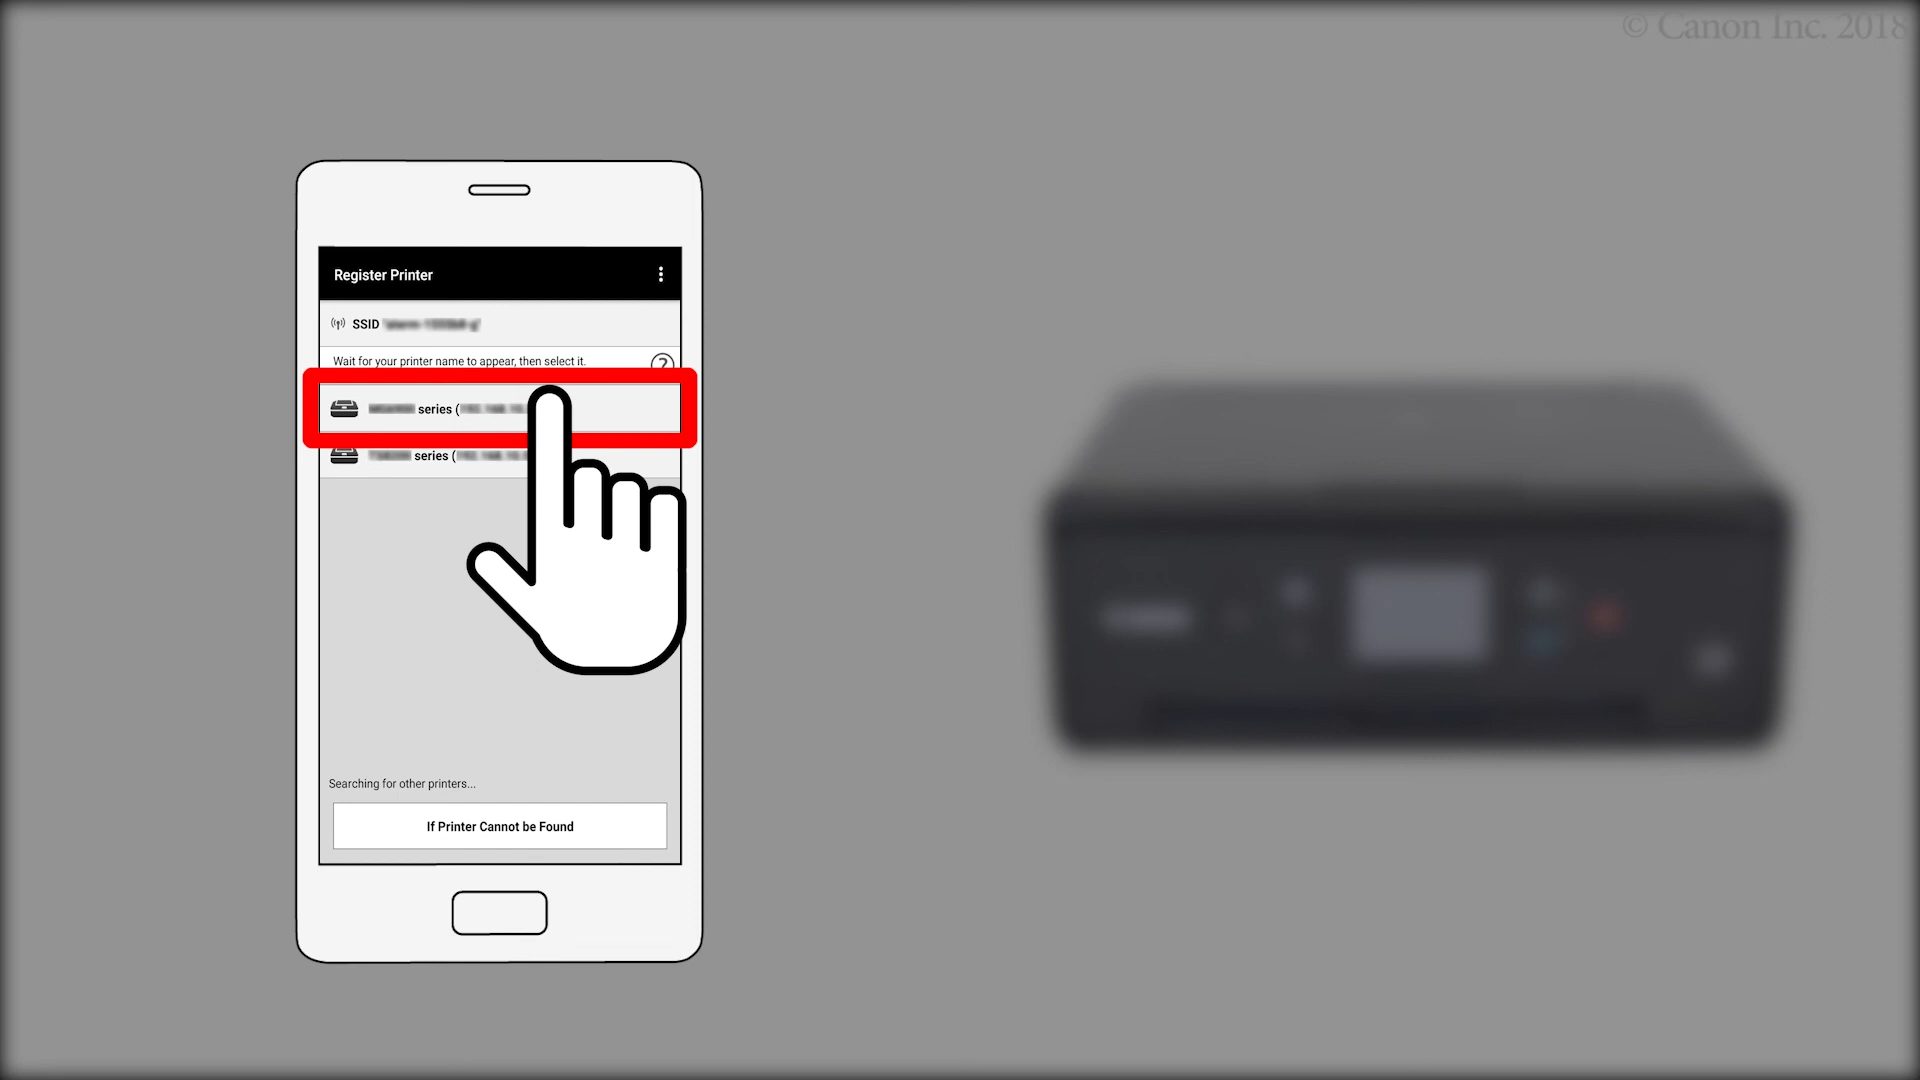 © Canon Inc. 2018
Register Printer
SSID
Wait for your printer name to appear, then select it.
?
series (
series (
Searching for other printers...
If Printer Cannot be Found